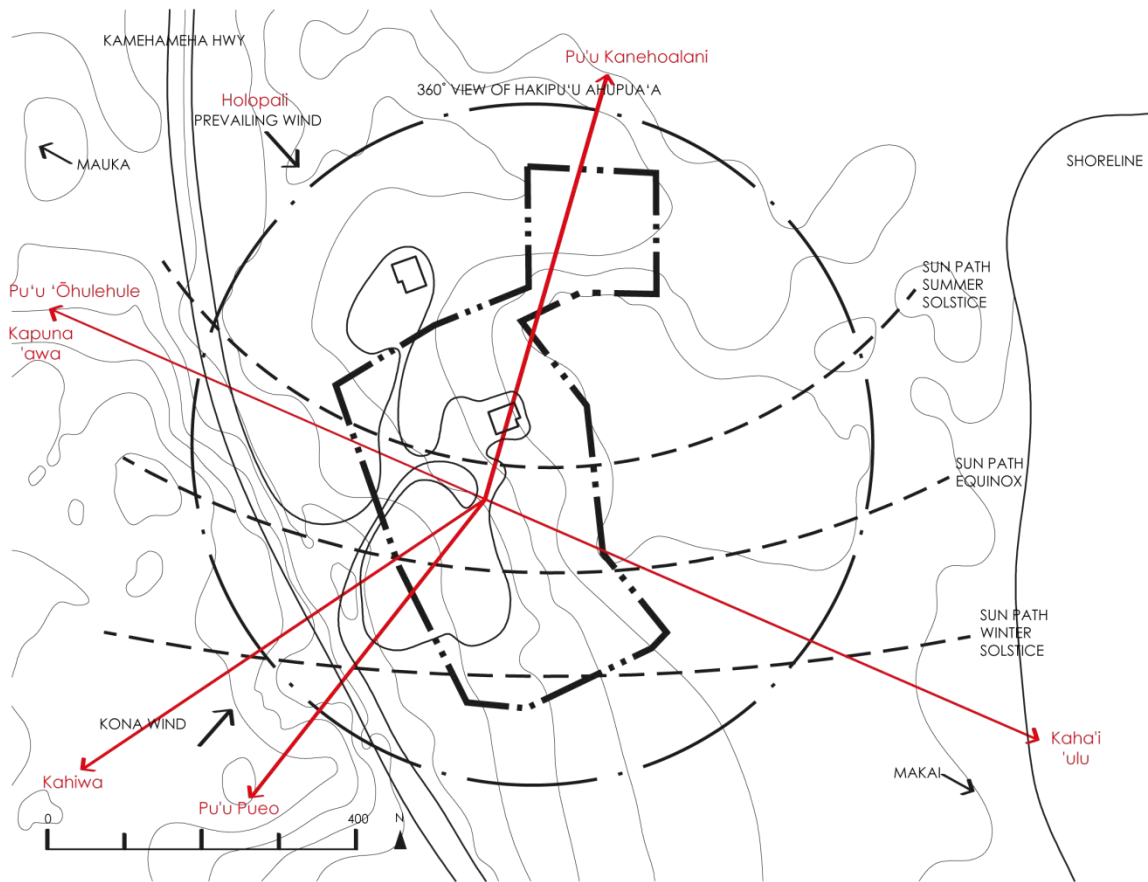 KAMEHAMEHA HWY
Pu'u Kanehoalani
360° VIEW OF HAKIPU'U AHUPUA'A
Holopali
PREVAILING WIND
MAUKA
SHORELINE
Pu'u 'Ōhulehule
Kapuna
'awa
SUN PATH
SUMMER
SOLSTICE
SUN PATH
EQUINOX
SUN PATH
WINTER
SOLSTICE
KONA WIND
Kaha'i
'ulu
MAKAI
Kahiwa
Pu'u Pueo
0
400
N